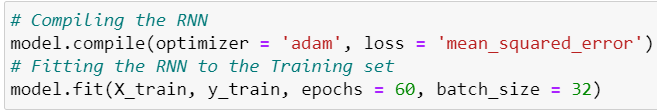 # Compiling the RNN
model.compile(optimizer = 'adam', loss = 'mean_squared_error')
# Fitting the RNN to the Training set
model.fit(X_train, y_train, epochs = 60, batch_size = 32)